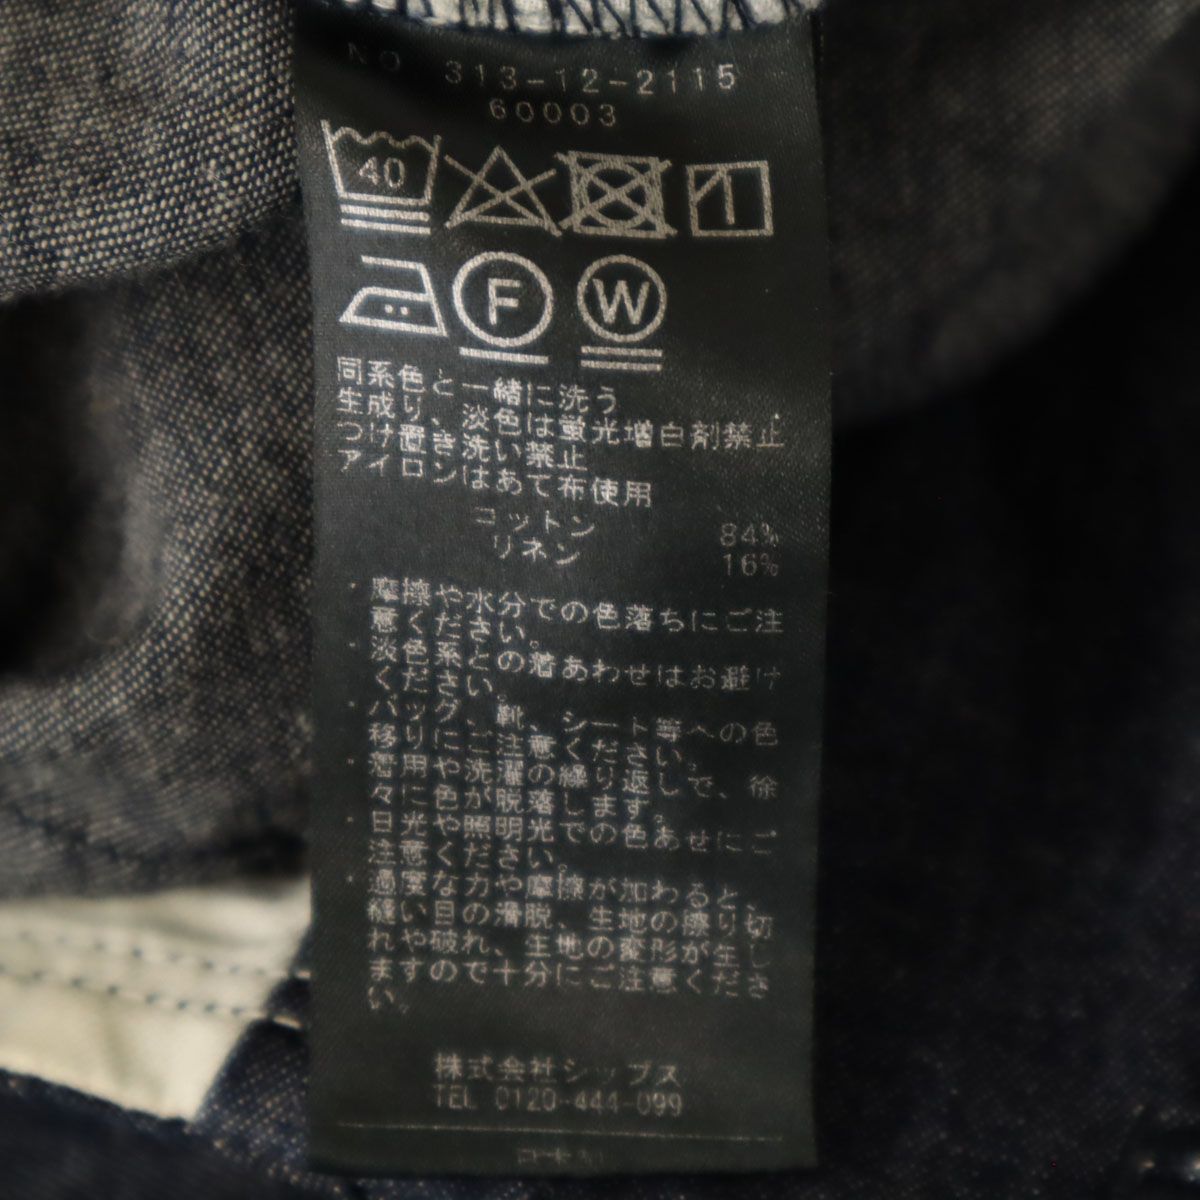 NO 313-12-2115
60003
40
F W
同系色と一緒に洗う
生成り、淡色は蛍光増白剤禁止
つけ置き洗い禁止
アイロンはあて布使用
コットン 84%
リネン 16%
・摩擦や水分での色落ちにご注
意ください。
・淡色系との着あわせはお避け
ください。
・バッグ、靴、シート等への色
移りにご注意ください。
・着用や洗濯の繰り返しで、徐
々に色が脱落します。
・日光や照明光での色あせにご
注意ください。
・過度な力や摩擦が加わると、
縫い目の滑脱、生地の擦り切
れや破れ、生地の変形が生し
ますので十分にご注意くださ
い。
株式会社シップス
TEL 0120-444-099
日本製